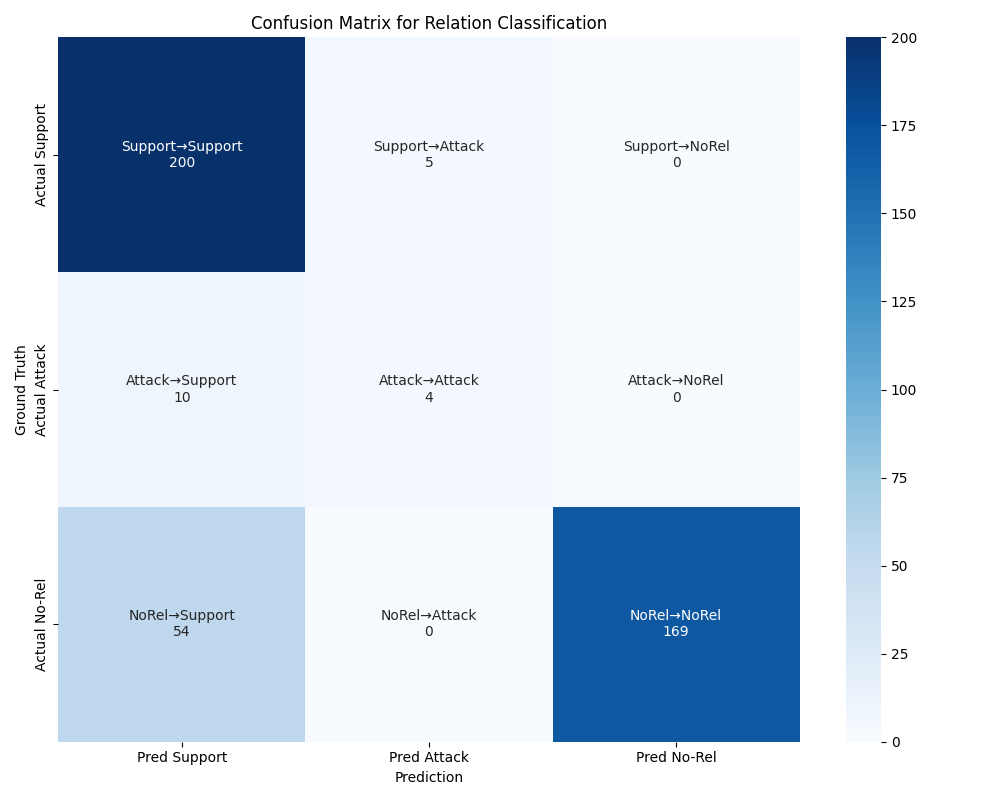 Confusion Matrix for Relation Classification
Ground Truth
Actual Support
Support→Support
200
Support→Attack
5
Support→NoRel
0
Actual Attack
Attack→Support
10
Attack→Attack
4
Attack→NoRel
0
Actual No-Rel
NoRel→Support
54
NoRel→Attack
0
NoRel→NoRel
169
Pred Support
Pred Attack
Pred No-Rel
Prediction
200
175
150
125
100
75
50
25
0